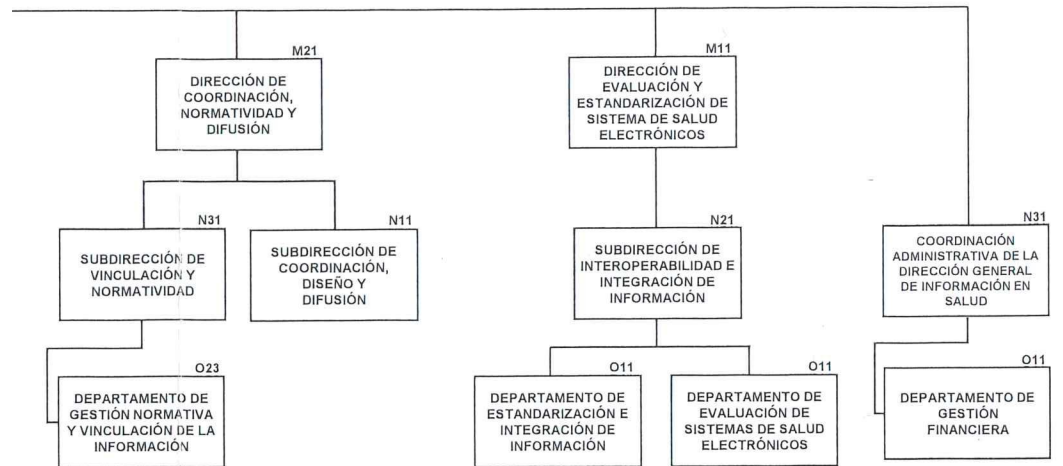 M21
DIRECCIÓN DE
COORDINACIÓN,
NORMATIVIDAD Y
DIFUSIÓN
M11
DIRECCIÓN DE
EVALUACIÓN Y
ESTANDARIZACIÓN DE
SISTEMA DE SALUD
ELECTRÓNICOS
N31
SUBDIRECCIÓN DE
VINCULACIÓN Y
NORMATIVIDAD
N11
SUBDIRECCIÓN DE
COORDINACIÓN,
DISEÑO Y
DIFUSIÓN
N21
SUBDIRECCIÓN DE
INTEROPERABILIDAD E
INTEGRACIÓN DE
INFORMACIÓN
N31
COORDINACIÓN
ADMINISTRATIVA DE LA
DIRECCIÓN GENERAL
DE INFORMACIÓN EN
SALUD
O23
DEPARTAMENTO DE
GESTIÓN NORMATIVA
Y VINCULACIÓN DE LA
INFORMACIÓN
O11
DEPARTAMENTO DE
ESTANDARIZACIÓN E
INTEGRACIÓN DE
INFORMACIÓN
O11
DEPARTAMENTO DE
EVALUACIÓN DE
SISTEMAS DE SALUD
ELECTRÓNICOS
O11
DEPARTAMENTO DE
GESTIÓN
FINANCIERA